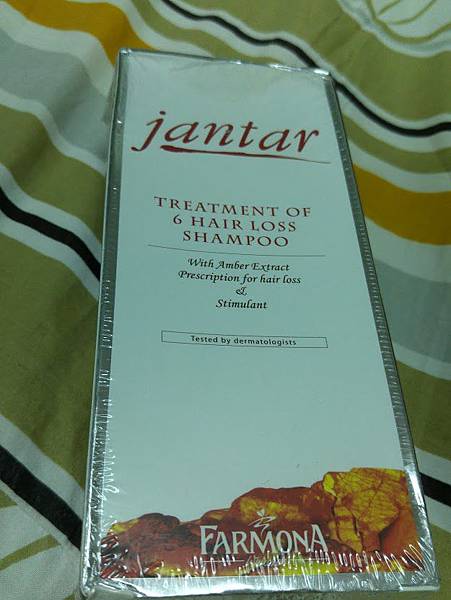 jantar
TREATMENT OF
6 HAIR LOSS
SHAMPOO
With Amber Extract
Prescription for hair loss
&
Stimulant
Tested by dermatologists
FARMONA